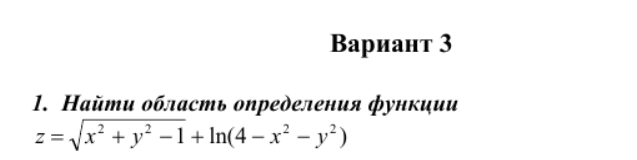 Вариант 3
1. Найти область определения функции
z = √(x² + y² − 1) + ln(4 − x² − y²)